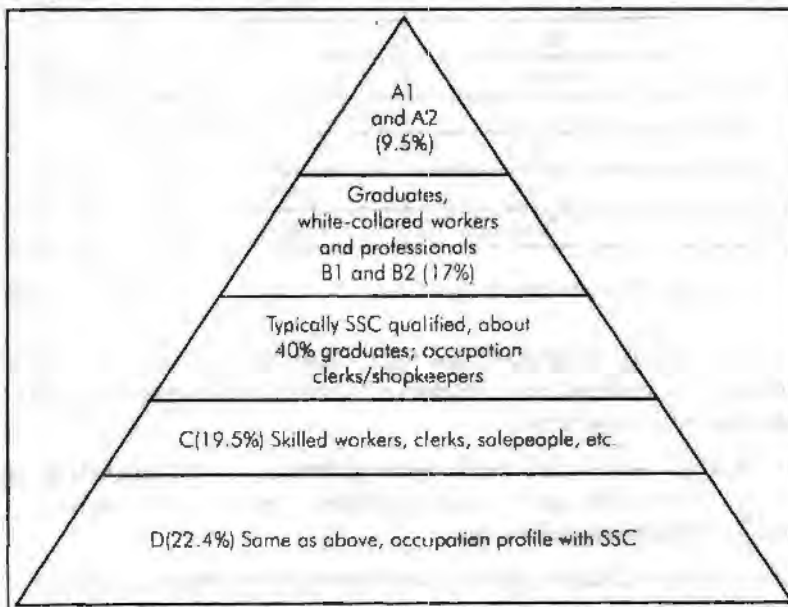 A1
and A2
(9.5%)
Graduates,
white-collared workers
and professionals
B1 and B2 (17%)
Typically SSC qualified, about
40% graduates; occupation
clerks/shopkeepers
C(19.5%) Skilled workers, clerks, salepeople, etc
D(22.4%) Same as above, occupation profile with SSC